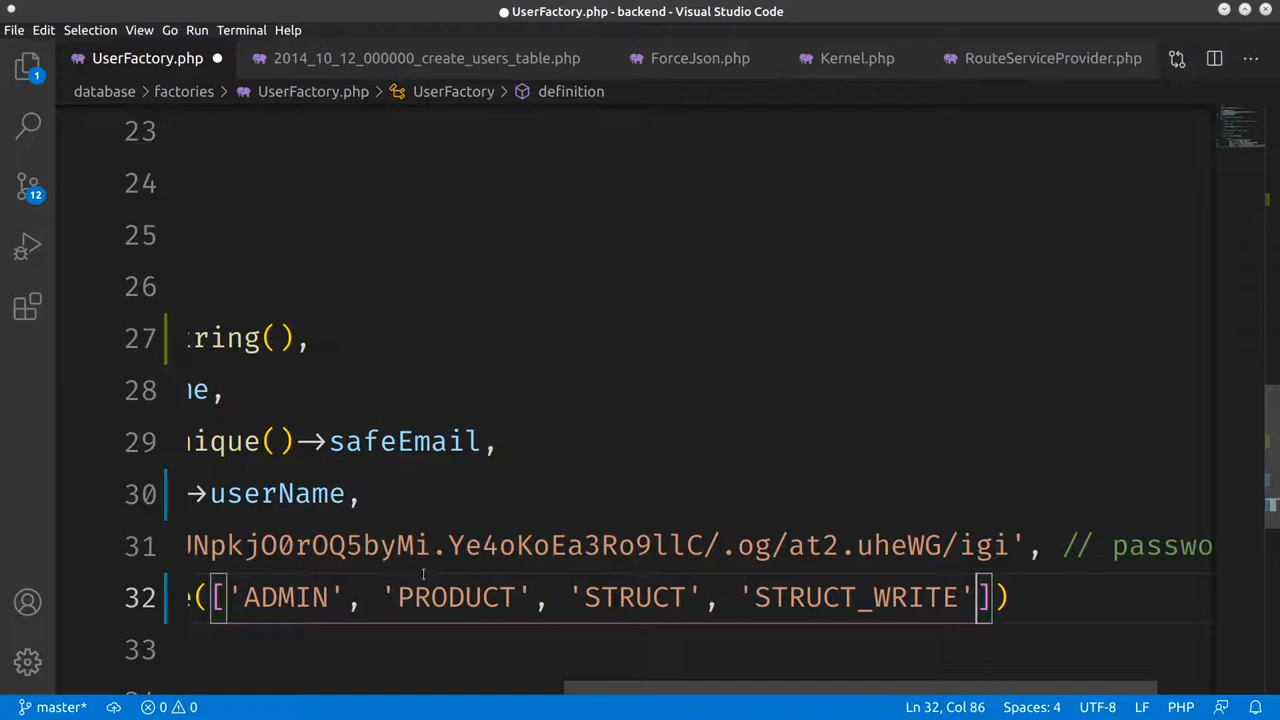 UserFactory.php - backend - Visual Studio Code
File Edit Selection View Go Run Terminal Help
UserFactory.php 2014_10_12_000000_create_users_table.php ForceJson.php Kernel.php RouteServiceProvider.php
1
database > factories > UserFactory.php > UserFactory > definition
23
24
12
25
26
27 tring(),
28 ne,
29 nique()→safeEmail,
30 →userName,
31 NpkjO0rOQ5byMi.Ye4oKoEa3Ro9llC/.og/at2.uheWG/igi', // passwo
32 e(['ADMIN', 'PRODUCT', 'STRUCT', 'STRUCT_WRITE'])
33
master* 0 0 Ln 32, Col 86 Spaces: 4 UTF-8 LF PHP